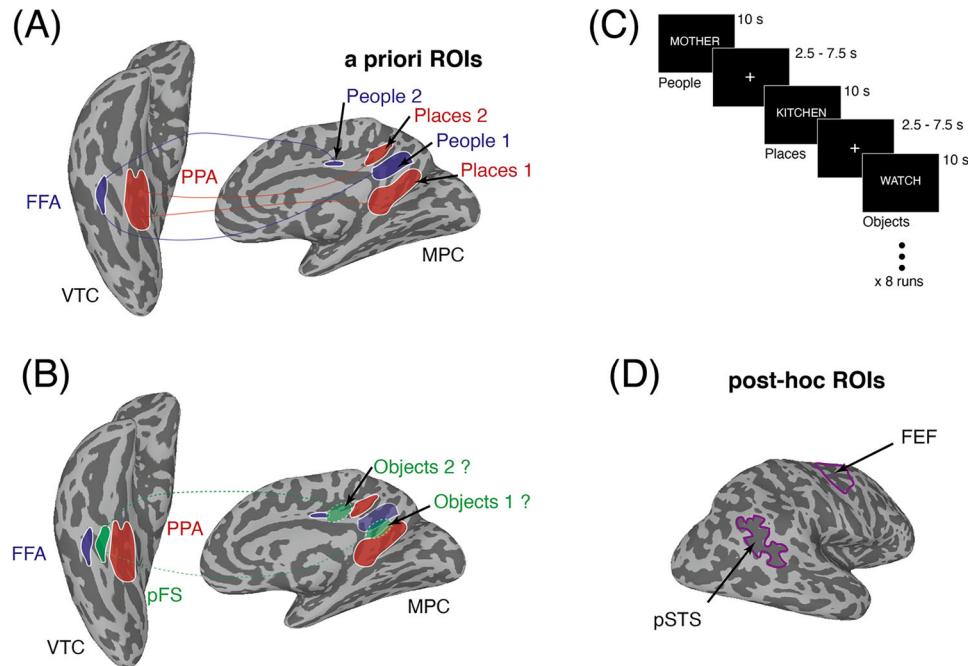 (A)
a priori ROIs
People 2
Places 2
People 1
Places 1
FFA
PPA
VTC
MPC
(B)
Objects 2 ?
Objects 1 ?
FFA
PPA
pFS
VTC
MPC
(C)
MOTHER
10 s
People
+
2.5 - 7.5 s
KITCHEN
10 s
Places
+
2.5 - 7.5 s
WATCH
10 s
Objects
x 8 runs
(D)
post-hoc ROIs
FEF
pSTS